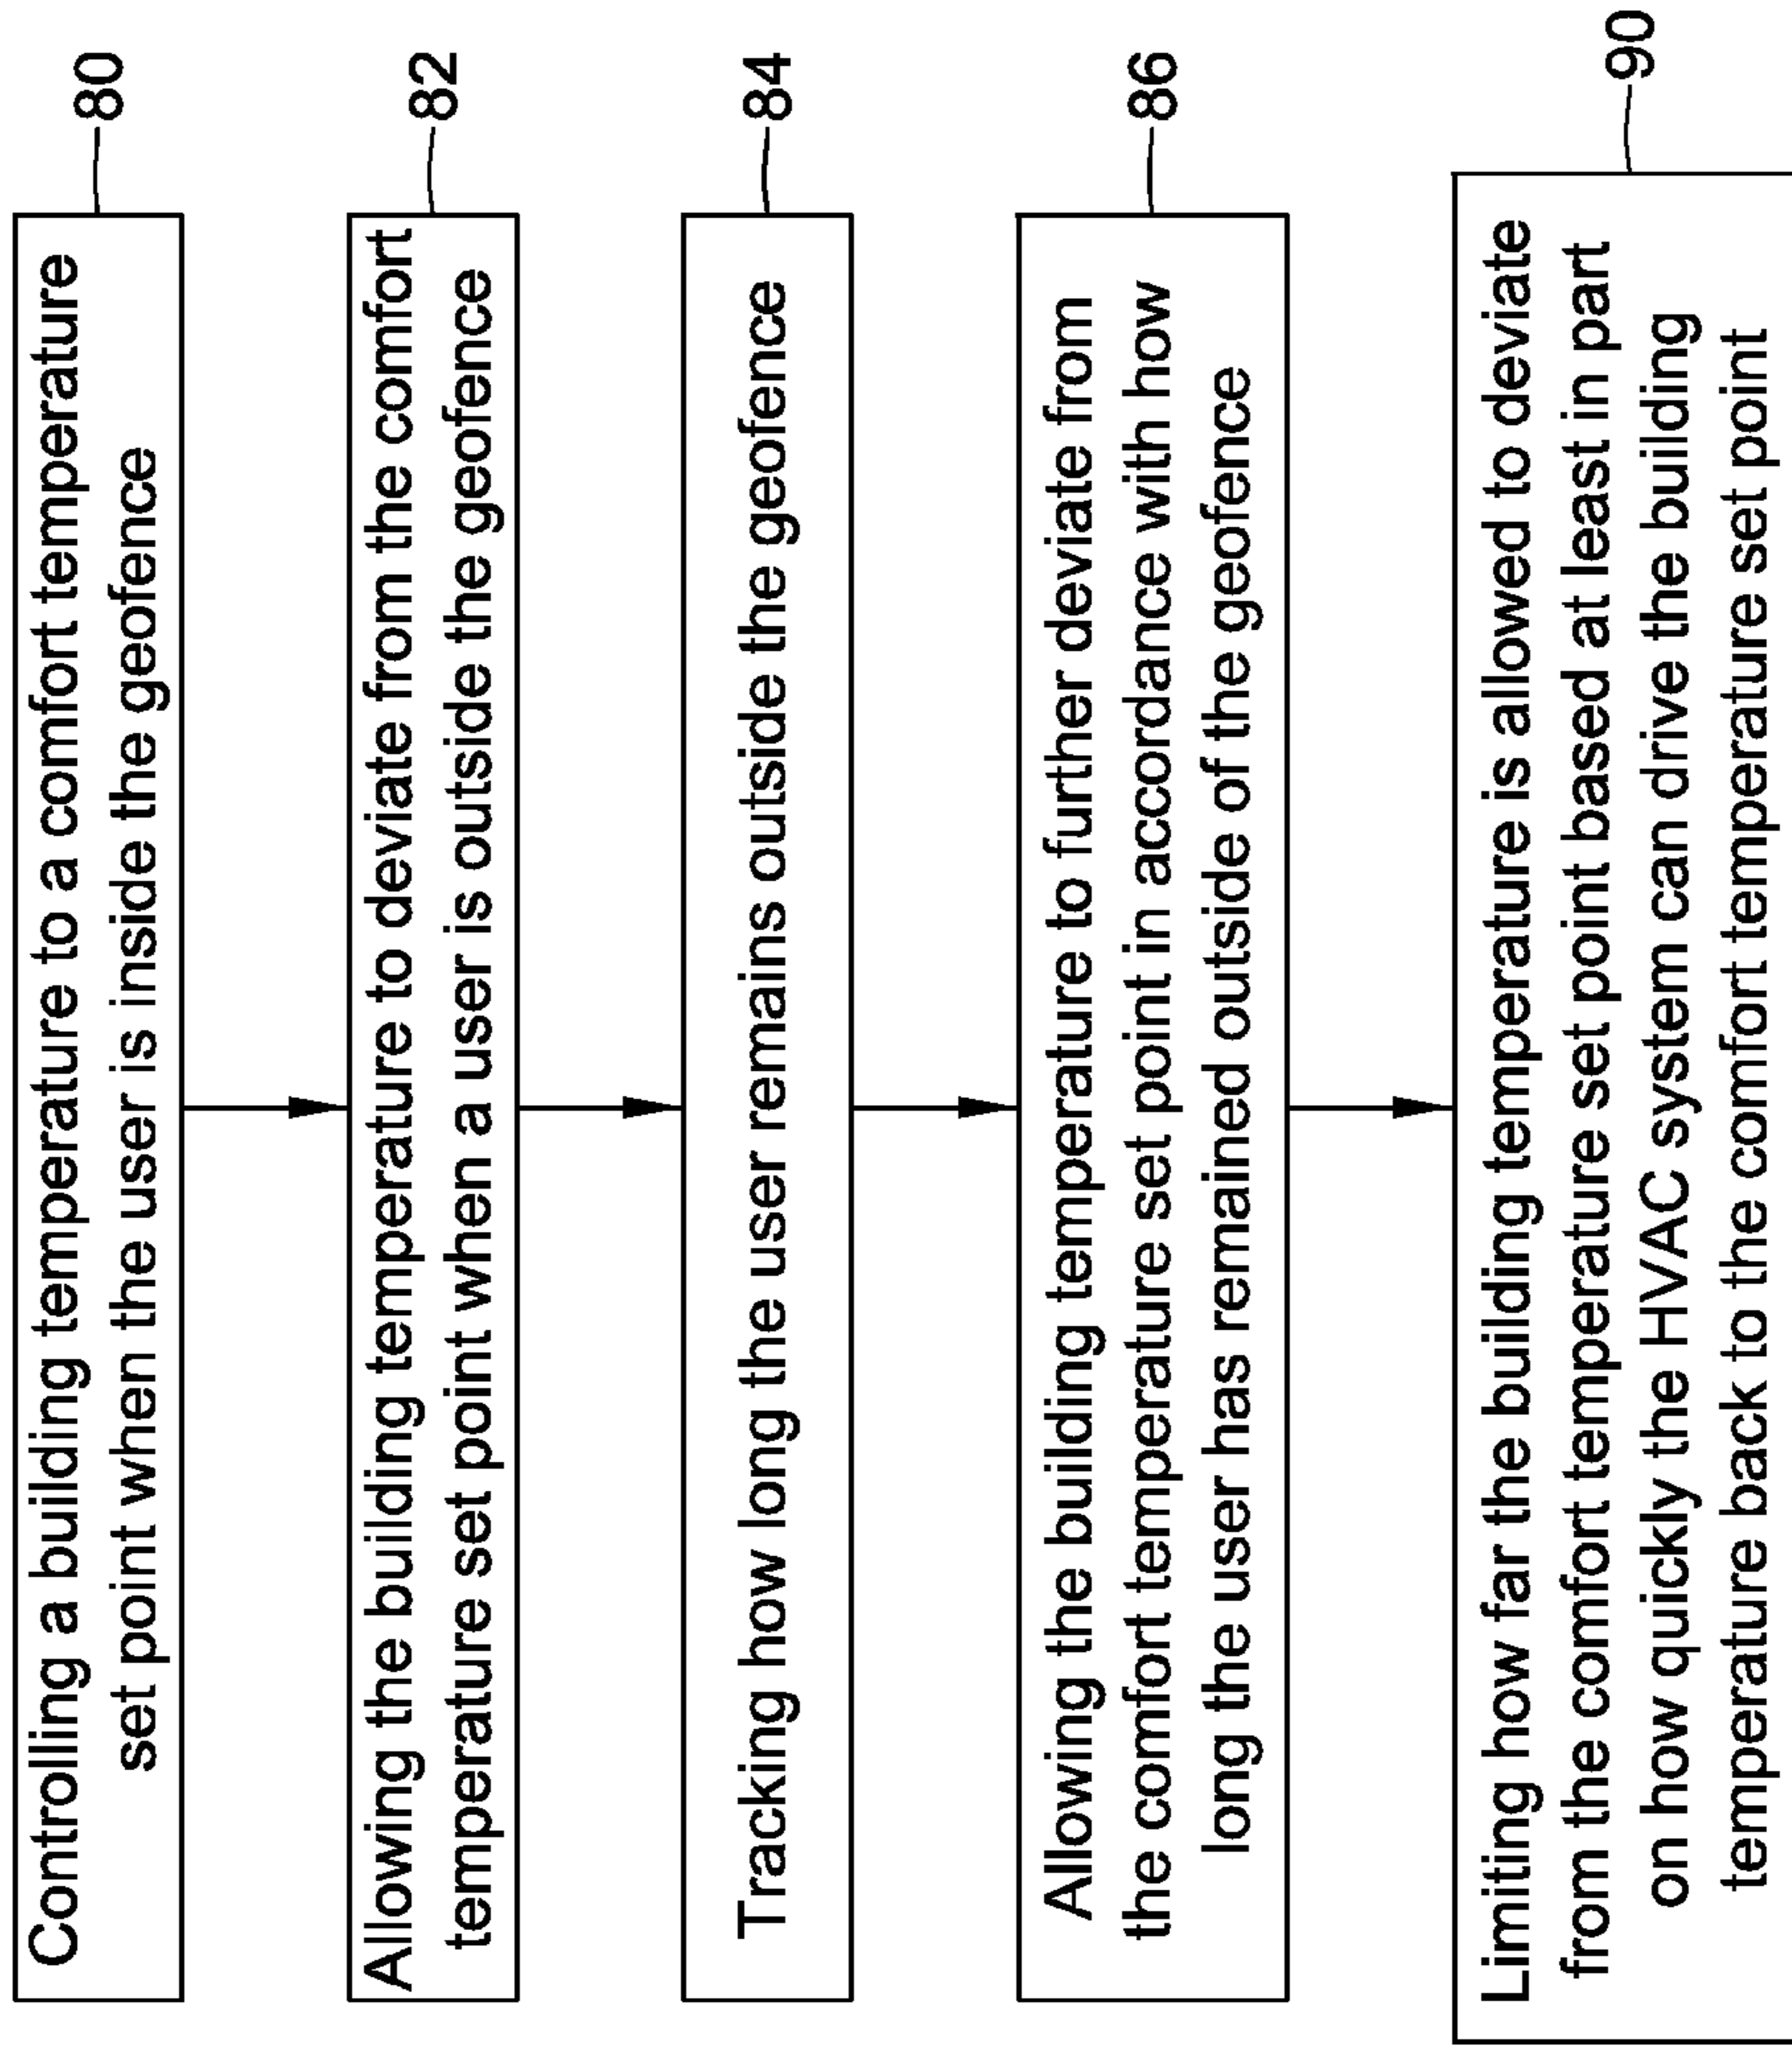 Controlling a building temperature to a comfort temperature
set point when the user is inside the geofence
80
Allowing the building temperature to deviate from the comfort
temperature set point when a user is outside the geofence
82
Tracking how long the user remains outside the geofence
84
Allowing the building temperature to further deviate from
the comfort temperature set point in accordance with how
long the user has remained outside of the geofence
86
Limiting how far the building temperature is allowed to deviate
from the comfort temperature set point based at least in part
on how quickly the HVAC system can drive the building
temperature back to the comfort temperature set point
90